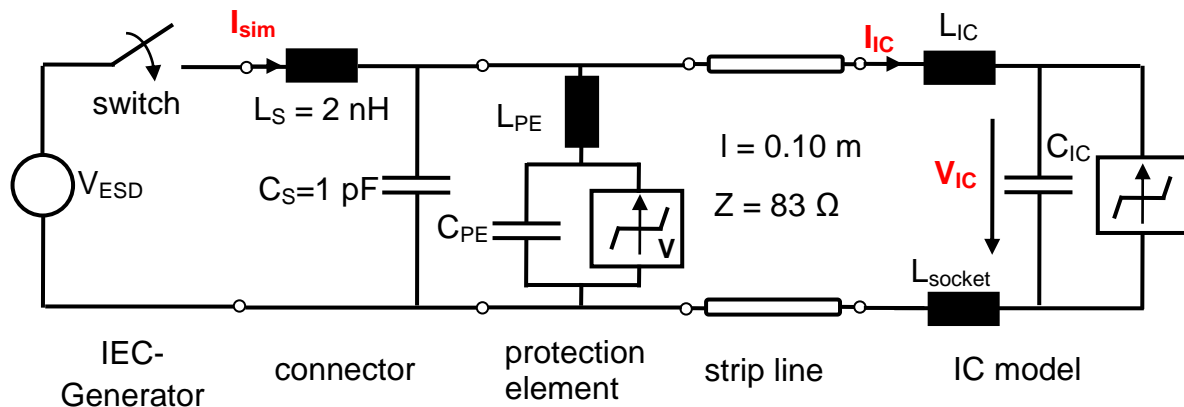 I_sim
I_IC
L_IC
switch
L_S = 2 nH
L_PE
l = 0.10 m
C_IC
V_ESD
C_S=1 pF
V_IC
Z = 83 Ω
C_PE
V
L_socket
IEC-
Generator
connector
protection
element
strip line
IC model